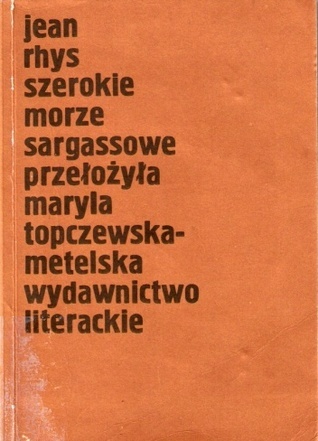 jean
rhys
szerokie
morze
sargassowe
przełożyła
maryla
topczewska-
metelska
wydawnictwo
literackie